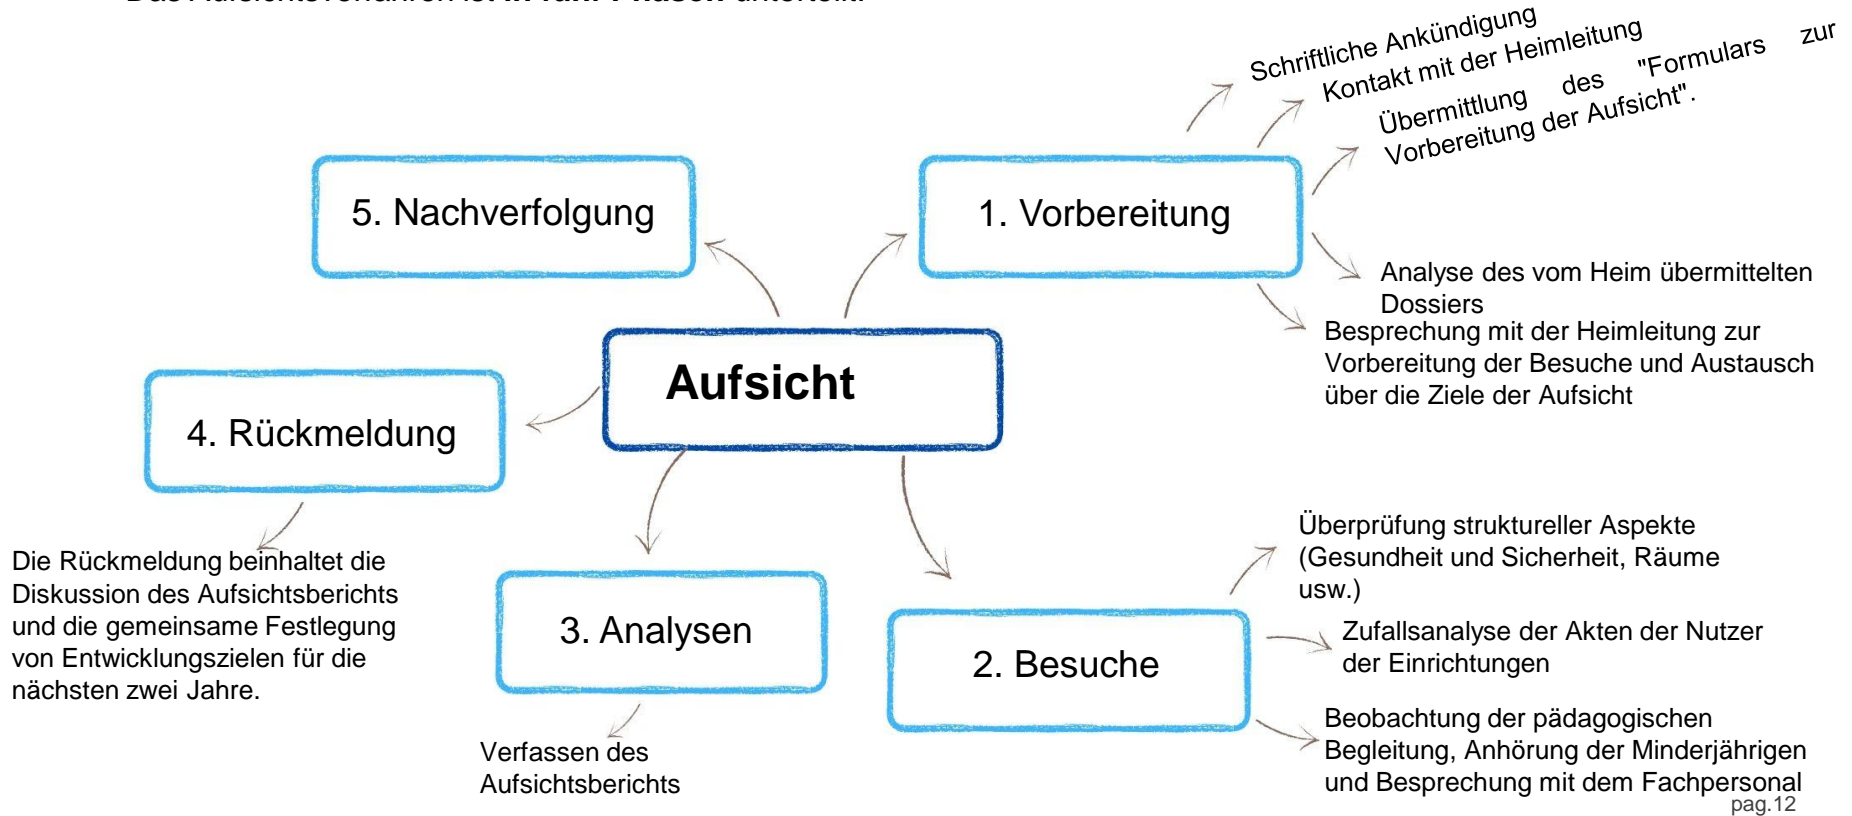 Schriftliche Ankündigung
Kontakt mit der Heimleitung
Übermittlung des "Formulars zur
Vorbereitung der Aufsicht".
5. Nachverfolgung
1. Vorbereitung
Analyse des vom Heim übermittelten
Dossiers
Besprechung mit der Heimleitung zur
Vorbereitung der Besuche und Austausch
über die Ziele der Aufsicht
Aufsicht
4. Rückmeldung
Die Rückmeldung beinhaltet die
Diskussion des Aufsichtsberichts
und die gemeinsame Festlegung
von Entwicklungszielen für die
nächsten zwei Jahre.
3. Analysen
Verfassen des
Aufsichtsberichts
2. Besuche
Überprüfung struktureller Aspekte
(Gesundheit und Sicherheit, Räume
usw.)
Zufallsanalyse der Akten der Nutzer
der Einrichtungen
Beobachtung der pädagogischen
Begleitung, Anhörung der Minderjährigen
und Besprechung mit dem Fachpersonal
pag.12